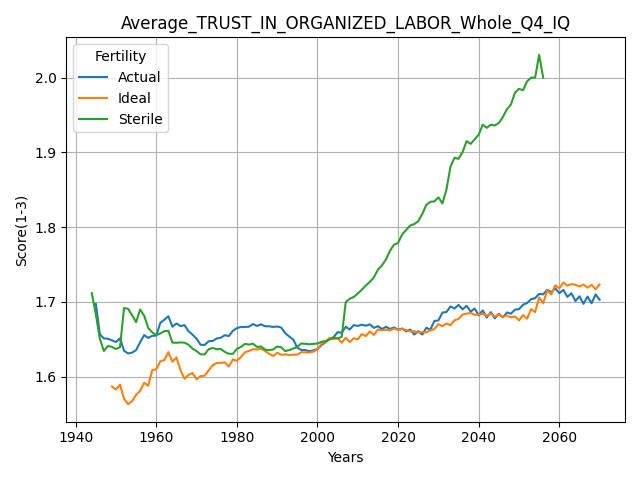 Average_TRUST_IN_ORGANIZED_LABOR_Whole_Q4_IQ
Fertility
Actual
Ideal
Sterile
Score(1-3)
2.0
1.9
1.8
1.7
1.6
1940 1960 1980 2000 2020 2040 2060
Years